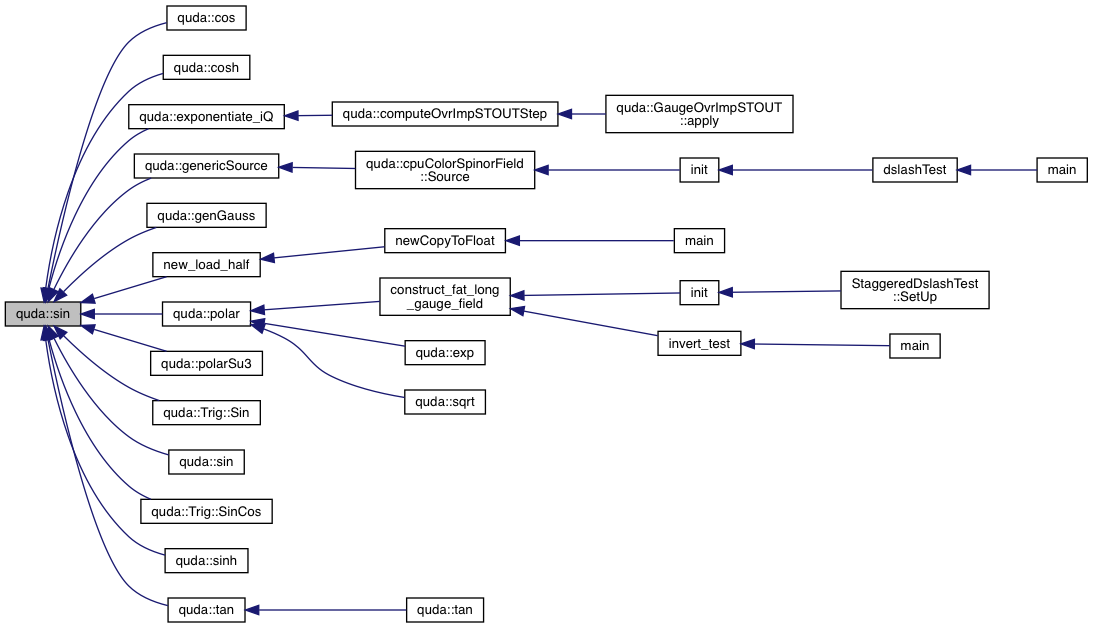 quda::cos
quda::cosh
quda::exponentiate_iQ
quda::computeOvrImpSTOUTStep
quda::GaugeOvrImpSTOUT
::apply
quda::genericSource
quda::cpuColorSpinorField
::Source
init
dslashTest
main
quda::genGauss
new_load_half
newCopyToFloat
main
quda::sin
quda::polar
construct_fat_long
_gauge_field
init
StaggeredDslashTest
::SetUp
invert_test
main
quda::exp
quda::sqrt
quda::polarSu3
quda::Trig::Sin
quda::sin
quda::Trig::SinCos
quda::sinh
quda::tan
quda::tan